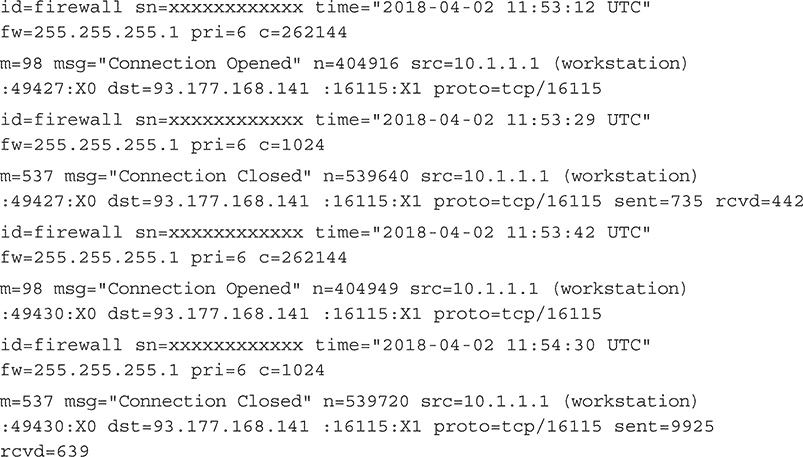 id=firewall sn=xxxxxxxxxxxx time="2018-04-02 11:53:12 UTC"
fw=255.255.255.1 pri=6 c=262144
m=98 msg="Connection Opened" n=404916 src=10.1.1.1 (workstation)
:49427:X0 dst=93.177.168.141 :16115:X1 proto=tcp/16115
id=firewall sn=xxxxxxxxxxxx time="2018-04-02 11:53:29 UTC"
fw=255.255.255.1 pri=6 c=1024
m=537 msg="Connection Closed" n=539640 src=10.1.1.1 (workstation)
:49427:X0 dst=93.177.168.141 :16115:X1 proto=tcp/16115 sent=735 rcvd=442
id=firewall sn=xxxxxxxxxxxx time="2018-04-02 11:53:42 UTC"
fw=255.255.255.1 pri=6 c=262144
m=98 msg="Connection Opened" n=404949 src=10.1.1.1 (workstation)
:49430:X0 dst=93.177.168.141 :16115:X1 proto=tcp/16115
id=firewall sn=xxxxxxxxxxxx time="2018-04-02 11:54:30 UTC"
fw=255.255.255.1 pri=6 c=1024
m=537 msg="Connection Closed" n=539720 src=10.1.1.1 (workstation)
:49430:X0 dst=93.177.168.141 :16115:X1 proto=tcp/16115 sent=9925
rcvd=639